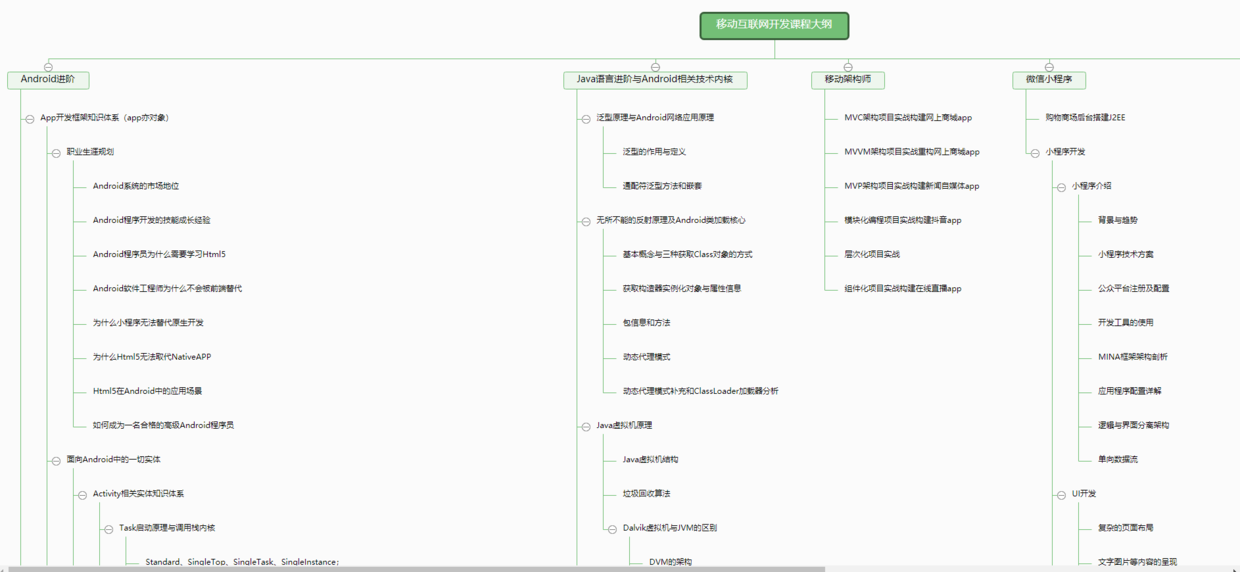 移动互联网开发课程大纲
Android进阶
App开发框架知识体系（app亦对象）
职业生涯规划
Android系统的市场地位
Android程序开发的技能成长经验
Android程序员为什么需要学习Html5
Android软件工程师为什么不会被前端替代
为什么小程序无法替代原生开发
为什么Html5无法取代NativeAPP
Html5在Android中的应用场景
如何成为一名合格的高级Android程序员
面向Android中的一切实体
Activity相关实体知识体系
Task启动原理与调用栈内核
Standard、SingleTop、SingleTask、SingleInstance；
Java语言进阶与Android相关技术内核
泛型原理与Android网络应用原理
泛型的作用与定义
通配符泛型方法和嵌套
无所不能的反射原理及Android类加载核心
基本概念与三种获取Class对象的方式
获取构造器实例化对象与属性信息
包信息和方法
动态代理模式
动态代理模式补充和ClassLoader加载器分析
Java虚拟机原理
Java虚拟机结构
垃圾回收算法
Dalvik虚拟机与JVM的区别
DVM的架构
移动架构师
MVC架构项目实战构建网上商城app
MVVM架构项目实战重构网上商城app
MVP架构项目实战构建新闻自媒体app
模块化编程项目实战构建抖音app
层次化项目实战
组件化项目实战构建在线直播app
微信小程序
购物商场后台搭建J2EE
小程序开发
小程序介绍
背景与趋势
小程序技术方案
公众平台注册及配置
开发工具的使用
MINA框架架构剖析
应用程序配置详解
逻辑与界面分离架构
单向数据流
UI开发
复杂的页面布局
文字图片等内容的呈现